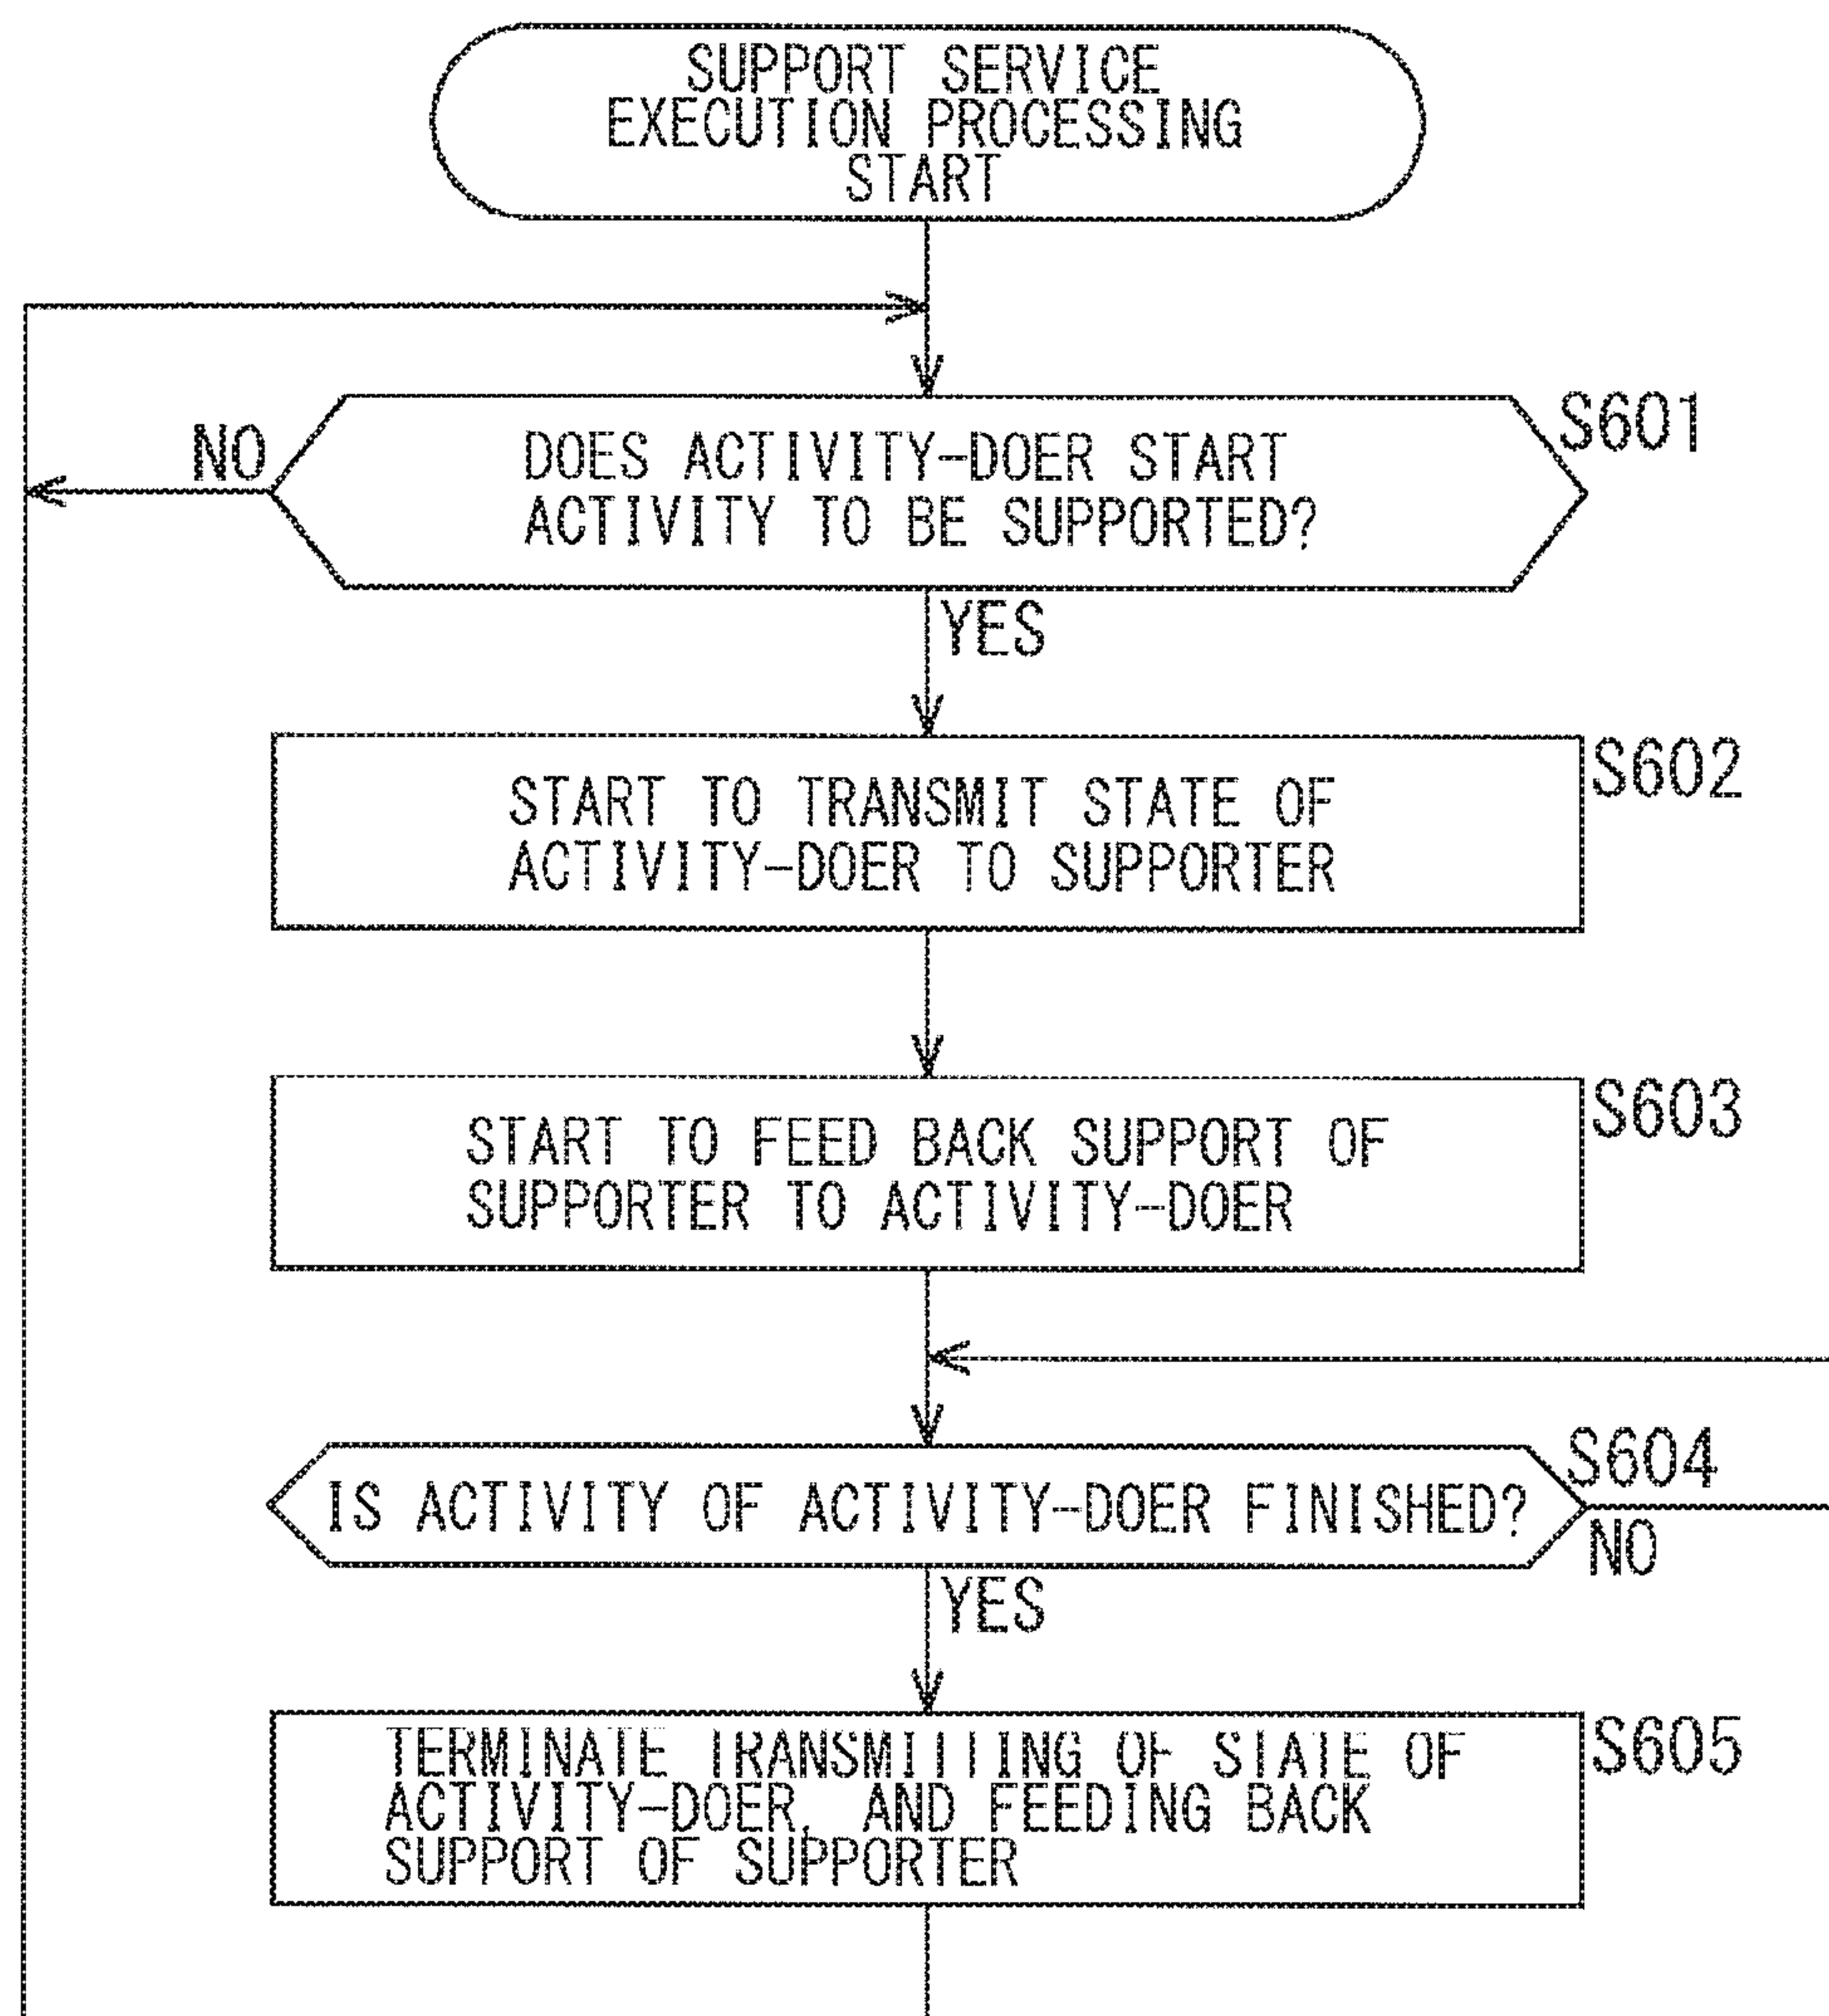 SUPPORT SERVICE
EXECUTION PROCESSING
START
NO
DOES ACTIVITY-DOER START
ACTIVITY TO BE SUPPORTED?
S601
YES
START TO TRANSMIT STATE OF
ACTIVITY-DOER TO SUPPORTER
S602
START TO FEED BACK SUPPORT OF
SUPPORTER TO ACTIVITY-DOER
S603
IS ACTIVITY OF ACTIVITY-DOER FINISHED?
S604
NO
YES
TERMINATE TRANSMITTING OF STATE OF
ACTIVITY-DOER, AND FEEDING BACK
SUPPORT OF SUPPORTER
S605